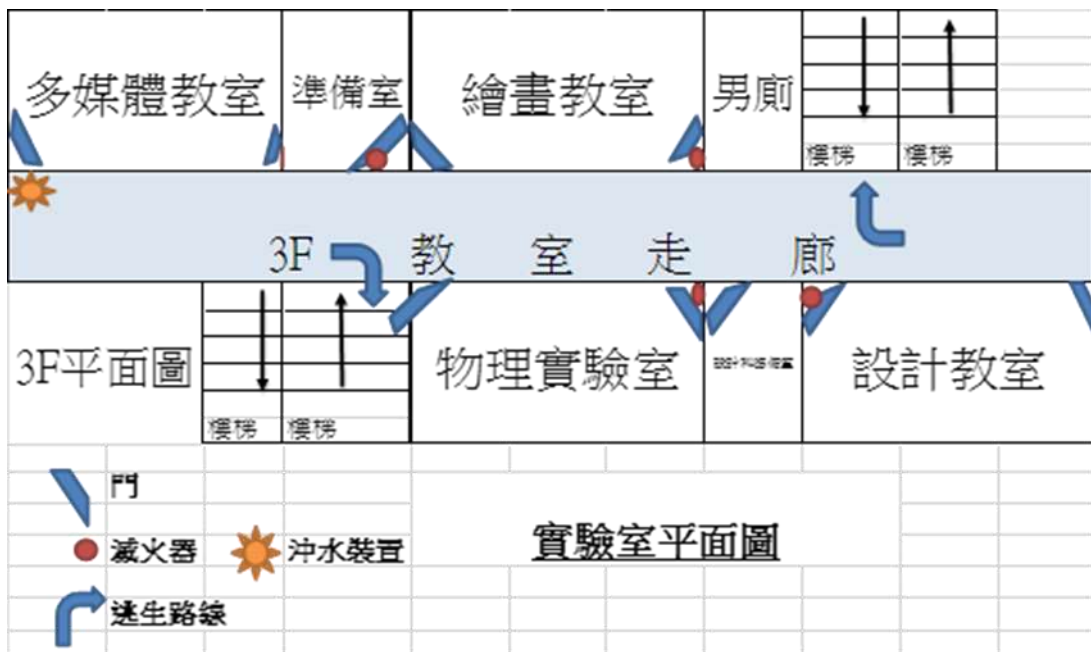 多媒體教室 準備室 繪畫教室 男廁
樓梯 樓梯
3F 教室走廊
3F平面圖 物理實驗室 設計教室
樓梯 樓梯
門
滅火器 沖水裝置
實驗室平面圖
逃生路線